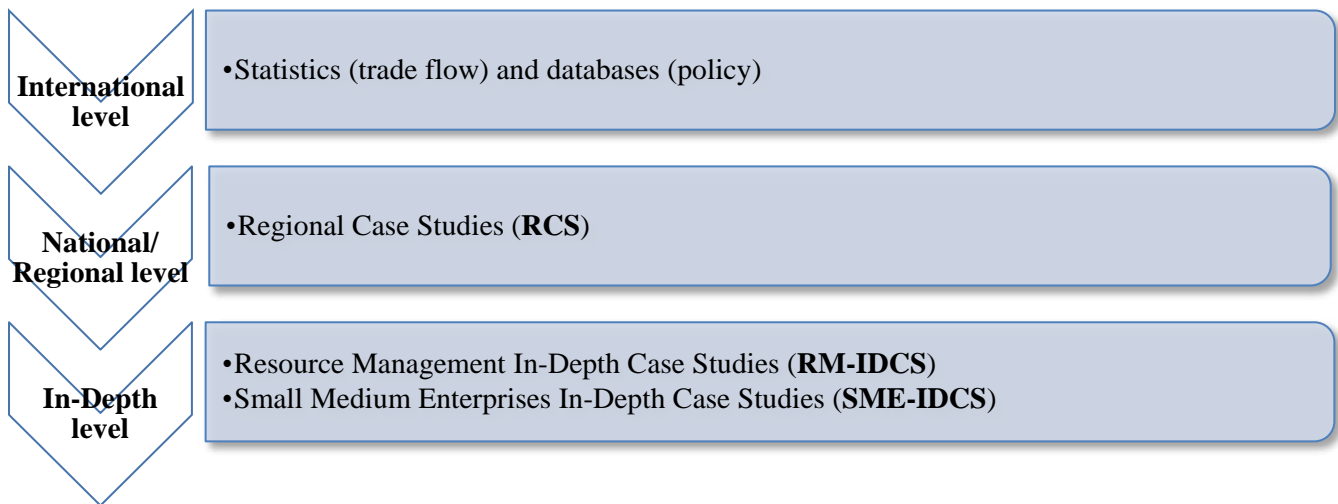 International
level
•Statistics (trade flow) and databases (policy)
National/
Regional level
•Regional Case Studies (RCS)
In-Depth
level
•Resource Management In-Depth Case Studies (RM-IDCS)
•Small Medium Enterprises In-Depth Case Studies (SME-IDCS)